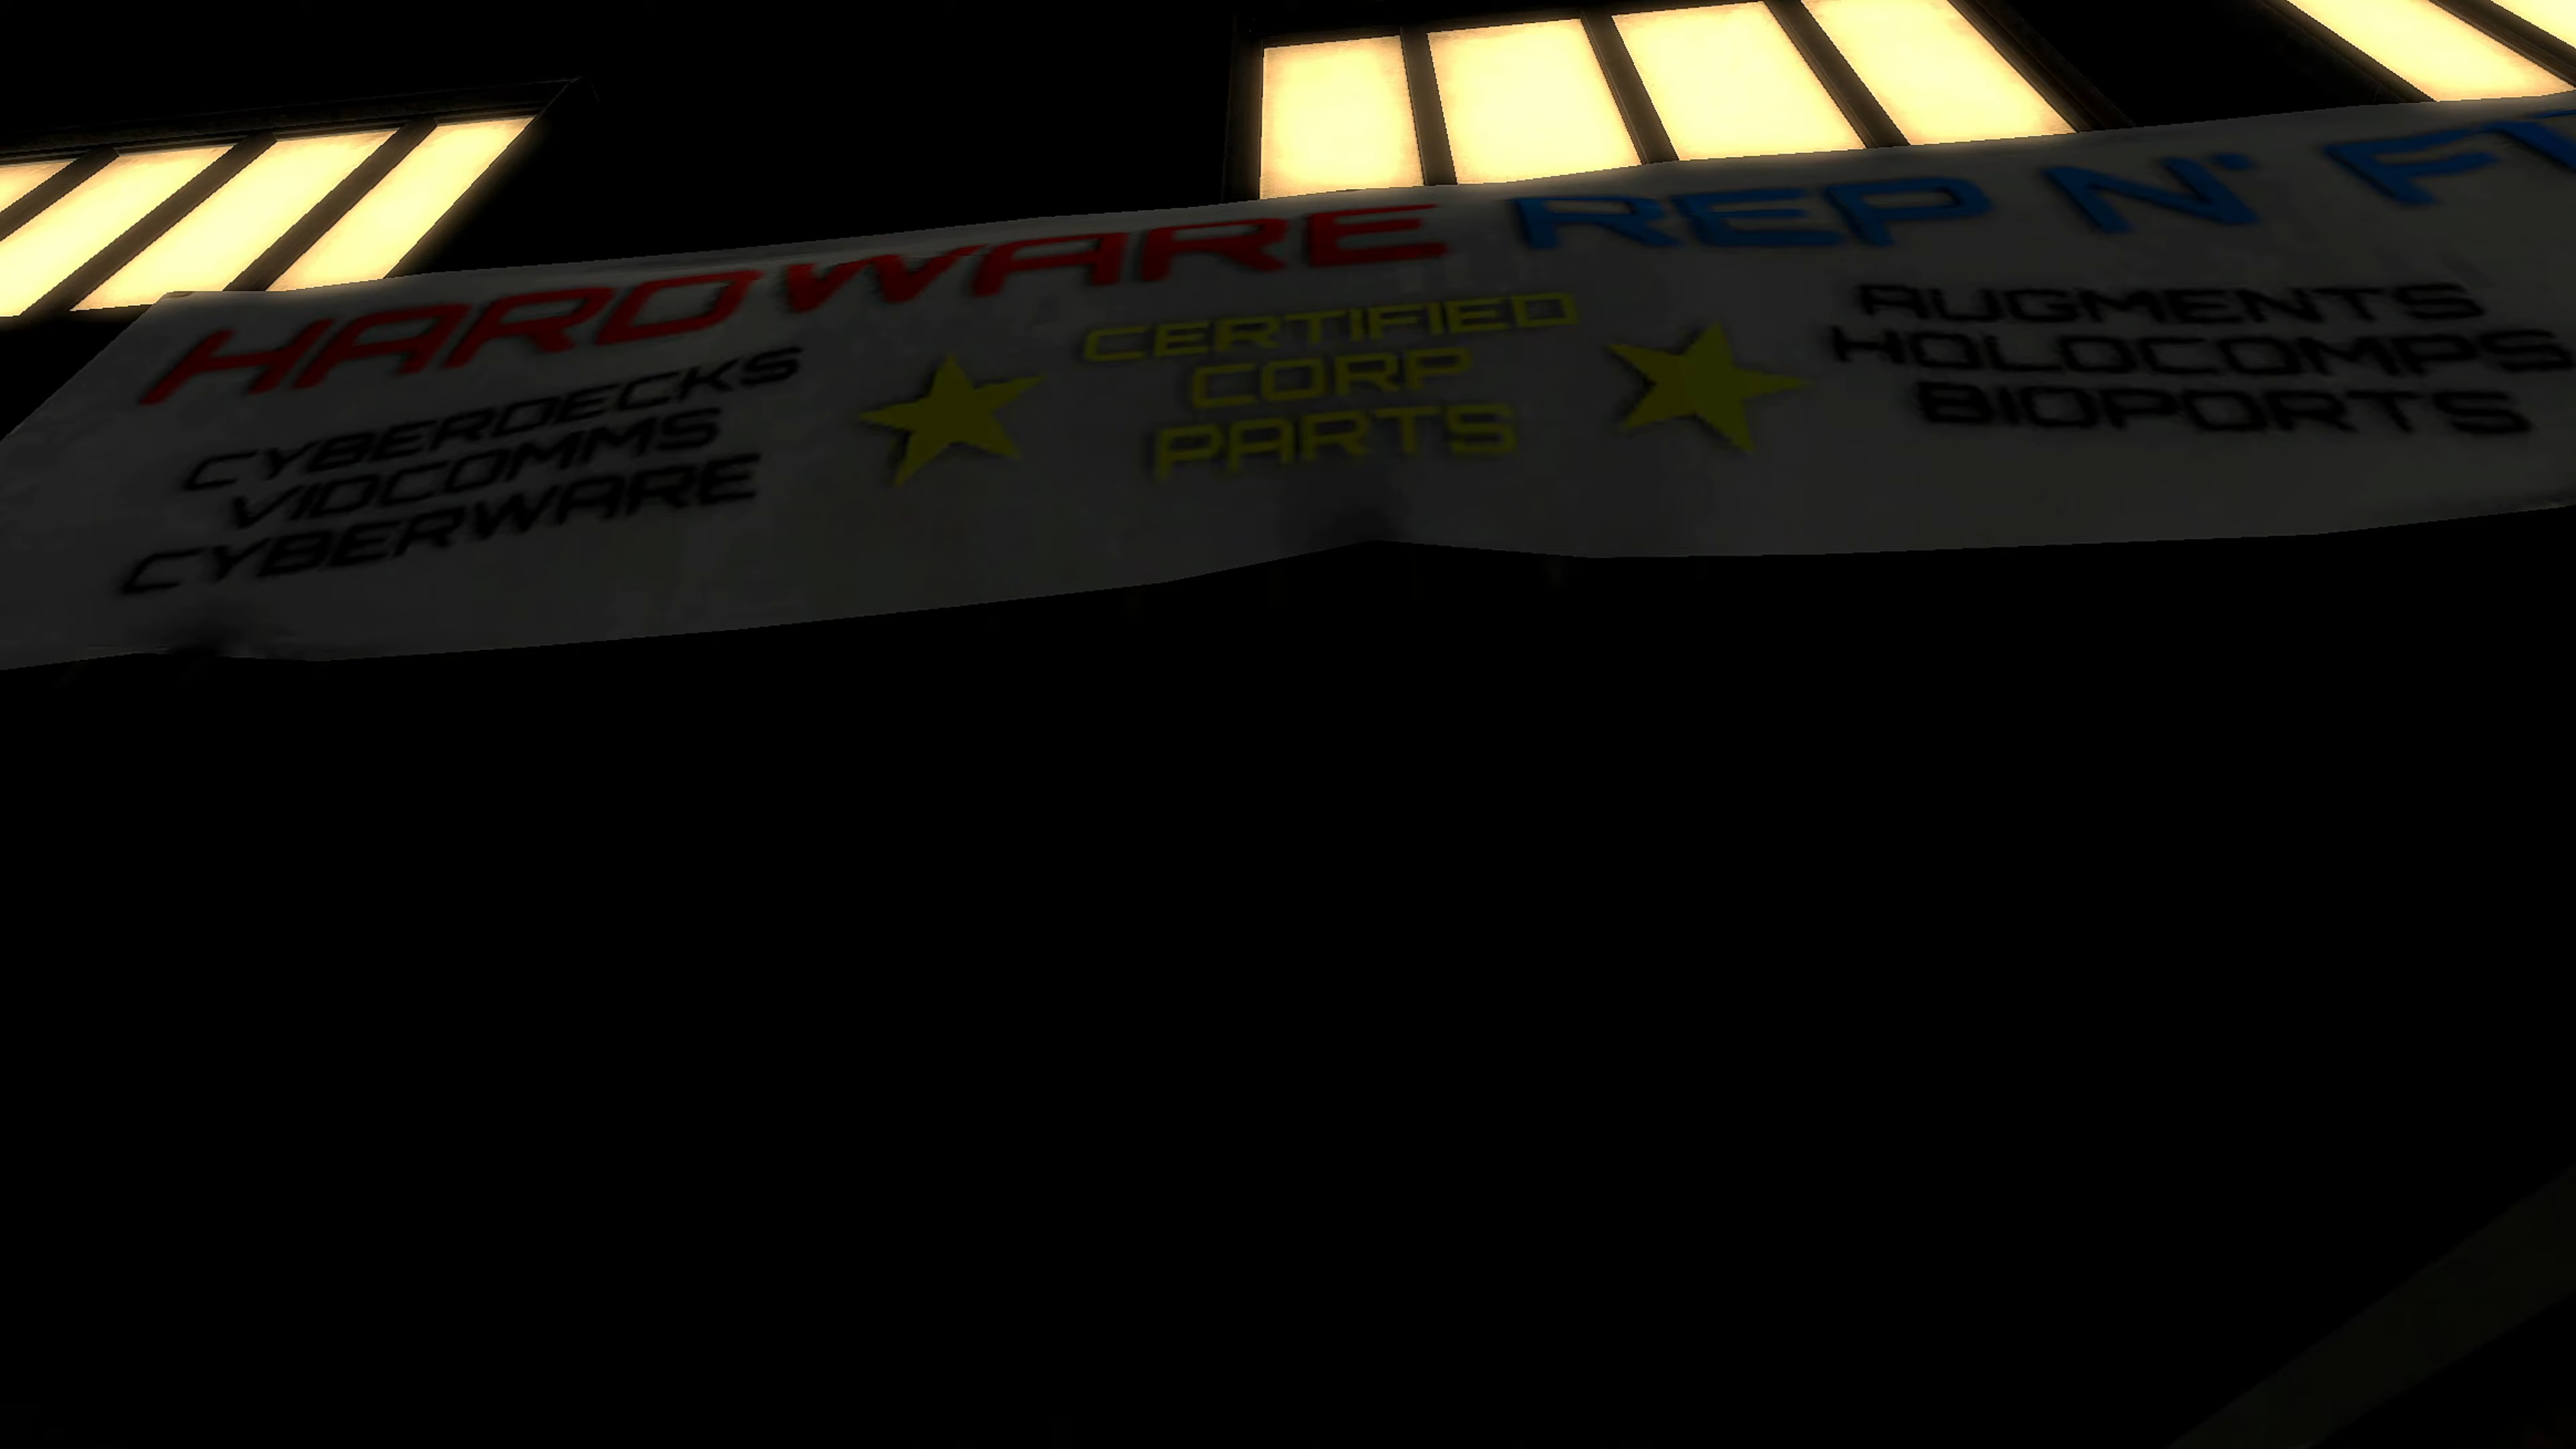 HARDWARE REP N'
CYBERDECKS
VIDCOMMS
CYBERWARE
CERTIFIED
CORP
PARTS
AUGMENTS
HOLOCOMPS
BIOPORTS